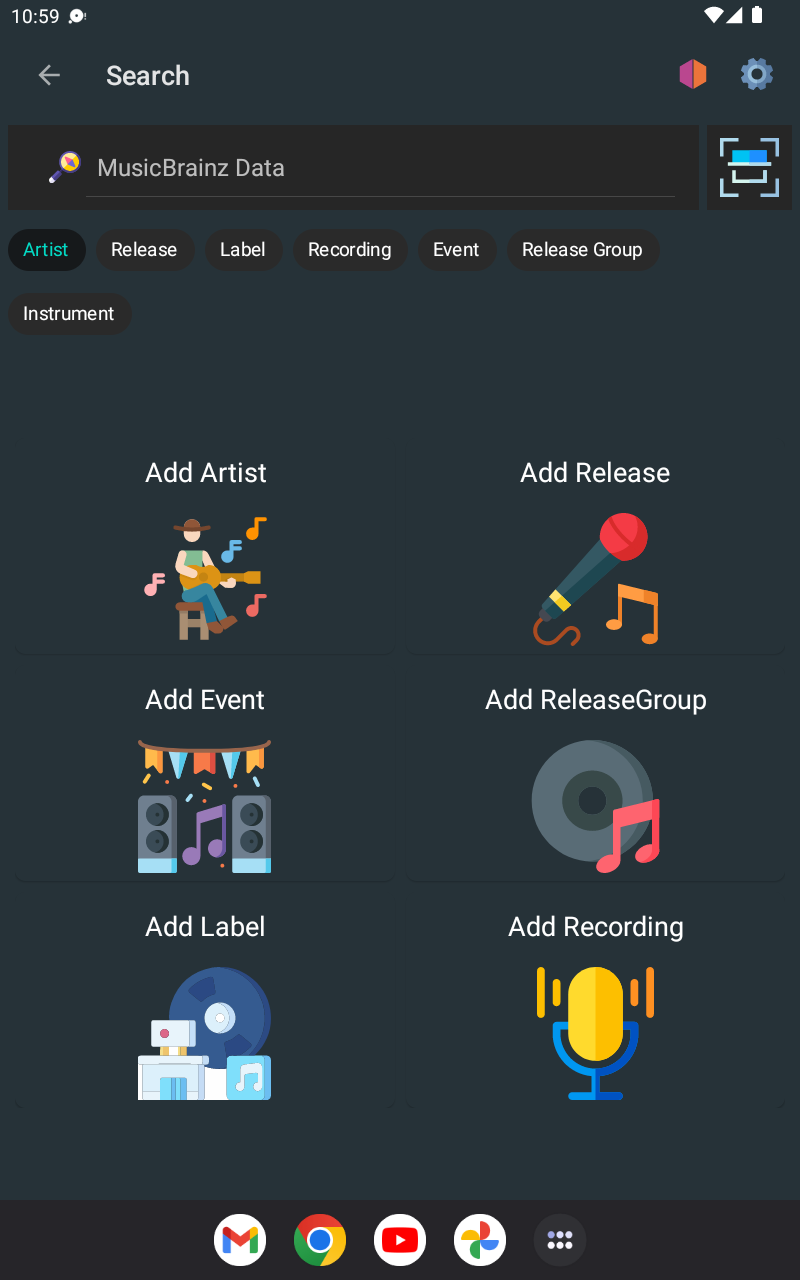 10:59
Search
MusicBrainz Data
Artist
Release
Label
Recording
Event
Release Group
Instrument
Add Artist
Add Release
Add Event
Add ReleaseGroup
Add Label
Add Recording